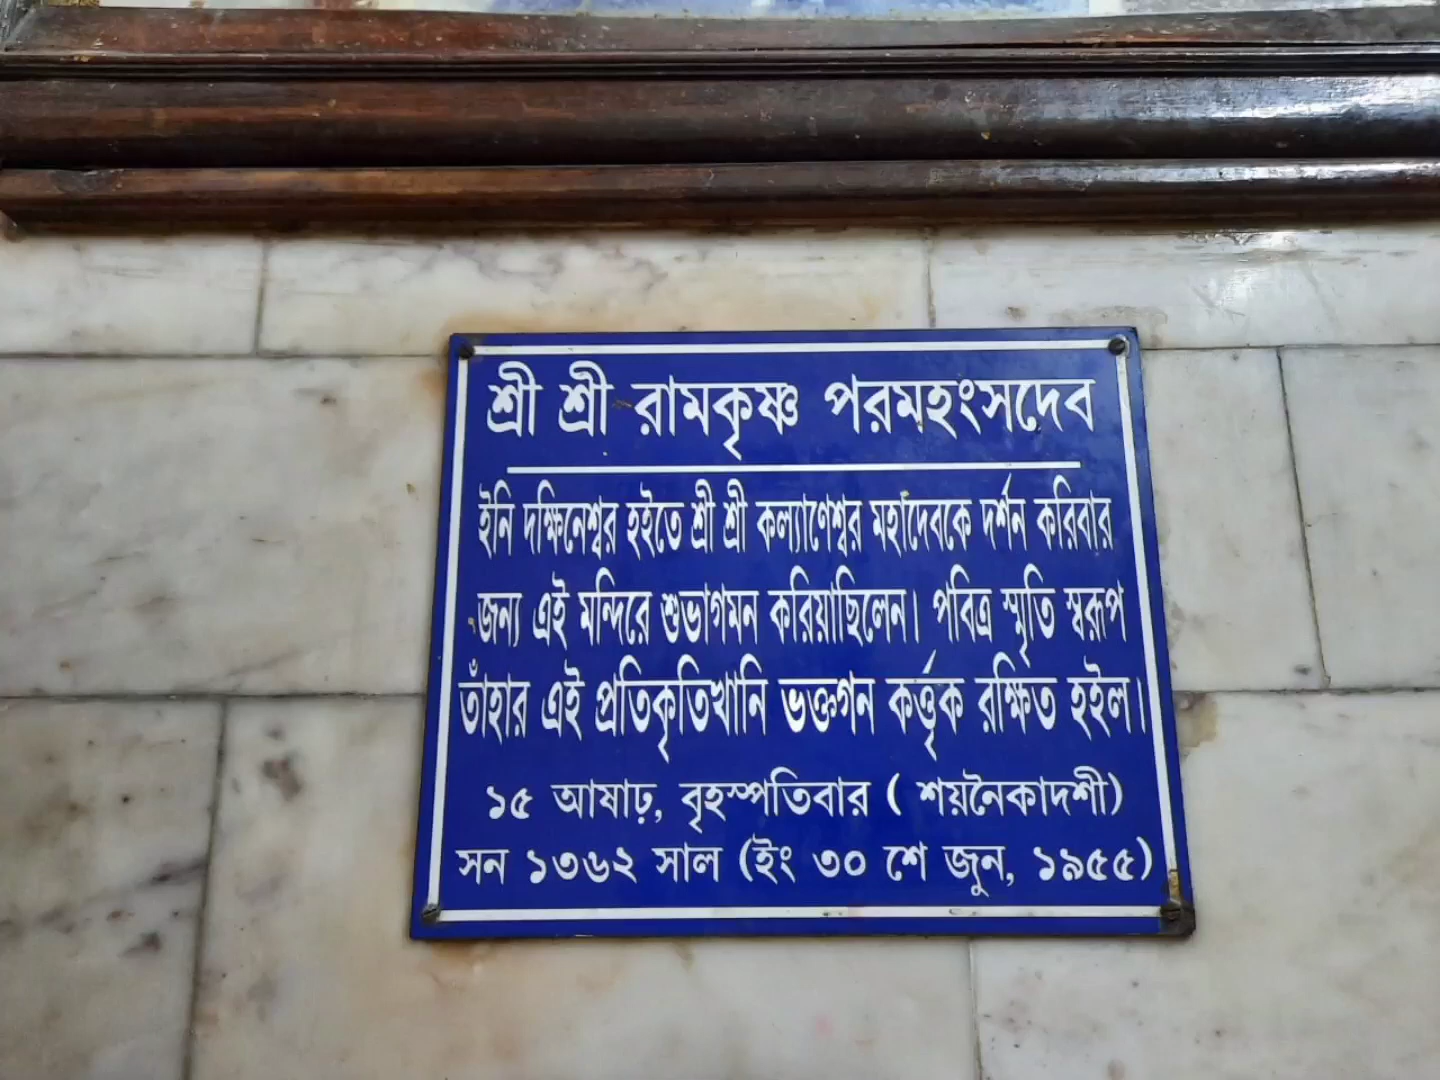 শ্রী শ্রী রামকৃষ্ণ পরমহংসদেব
ইনি দক্ষিনেশ্বর হইতে শ্রী শ্রী কল্যাণেশ্বর মহাদেবকে দর্শন করিবার
জন্য এই মন্দিরে শুভাগমন করিয়াছিলেন। পবিত্র স্মৃতি স্বরূপ
তাঁহার এই প্রতিকৃতিখানি ভক্তগন কর্ত্তৃক রক্ষিত হইল।
১৫ আষাঢ়, বৃহস্পতিবার ( শয়নৈকাদশী)
সন ১৩৬২ সাল (ইং ৩০ শে জুন, ১৯৫৫)